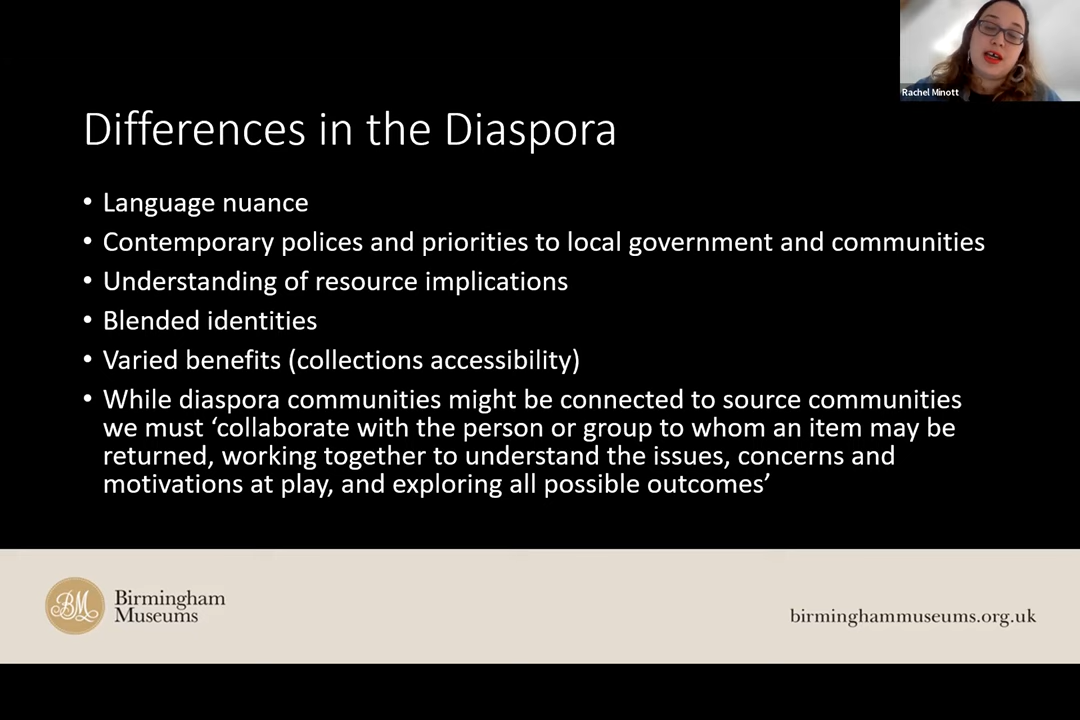 Rachel Minott
Differences in the Diaspora
• Language nuance
• Contemporary polices and priorities to local government and communities
• Understanding of resource implications
• Blended identities
• Varied benefits (collections accessibility)
• While diaspora communities might be connected to source communities
we must ‘collaborate with the person or group to whom an item may be
returned, working together to understand the issues, concerns and
motivations at play, and exploring all possible outcomes’
BM
Birmingham
Museums
birminghammuseums.org.uk